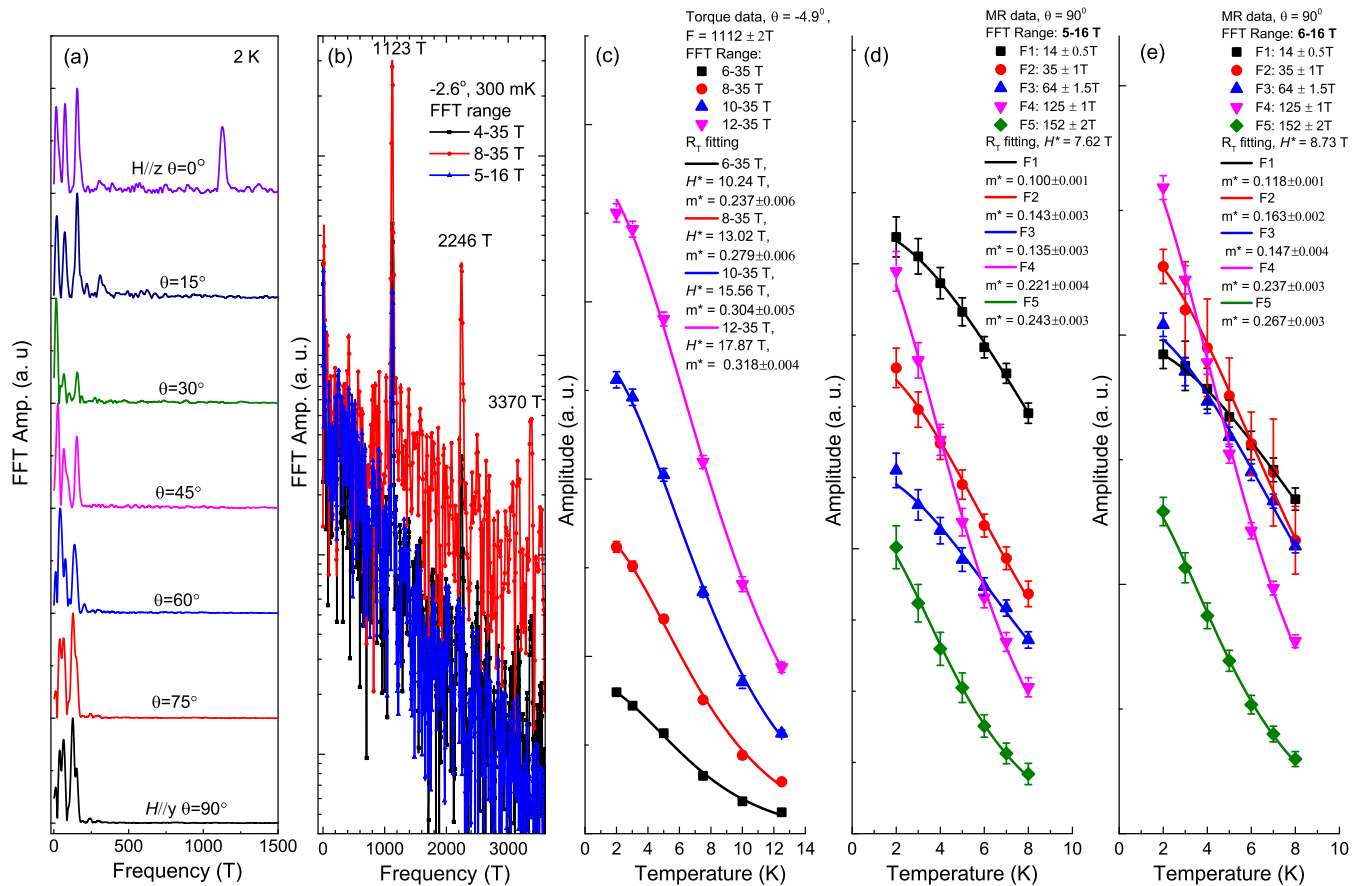 (a)
2 K
H//z θ=0°
θ=15°
θ=30°
θ=45°
θ=60°
θ=75°
H//y θ=90°
FFT Amp. (a. u)
0 500 1000 1500
Frequency (T)
(b)
1123 T
-2.6°, 300 mK
FFT range
4-35 T
8-35 T
5-16 T
2246 T
3370 T
FFT Amp. (a. u.)
0 1000 2000 3000
Frequency (T)
Torque data, θ = -4.9⁰,
F = 1112 ± 2T
FFT Range:
(c)
6-35 T
8-35 T
10-35 T
12-35 T
R_T fitting
6-35 T,
H* = 10.24 T,
m* = 0.237±0.006
8-35 T,
H* = 13.02 T,
m* = 0.279±0.006
10-35 T,
H* = 15.56 T,
m* = 0.304±0.005
12-35 T,
H* = 17.87 T,
m* = 0.318±0.004
Amplitude (a. u.)
0 2 4 6 8 10 12 14
Temperature (K)
MR data, θ = 90⁰
FFT Range: 5-16 T
(d)
F1: 14 ± 0.5T
F2: 35 ± 1T
F3: 64 ± 1.5T
F4: 125 ± 1T
F5: 152 ± 2T
R_T fitting, H* = 7.62 T
F1
m* = 0.100±0.001
F2
m* = 0.143±0.003
F3
m* = 0.135±0.003
F4
m* = 0.221±0.004
F5
m* = 0.243±0.003
Amplitude (a. u.)
0 2 4 6 8 10
Temperature (K)
MR data, θ = 90⁰
FFT Range: 6-16 T
(e)
F1: 14 ± 0.5T
F2: 35 ± 1T
F3: 64 ± 1.5T
F4: 125 ± 1T
F5: 152 ± 2T
R_T fitting, H* = 8.73 T
F1
m* = 0.118±0.001
F2
m* = 0.163±0.002
F3
m* = 0.147±0.004
F4
m* = 0.237±0.003
F5
m* = 0.267±0.003
Amplitude (a. u.)
0 2 4 6 8 10
Temperature (K)